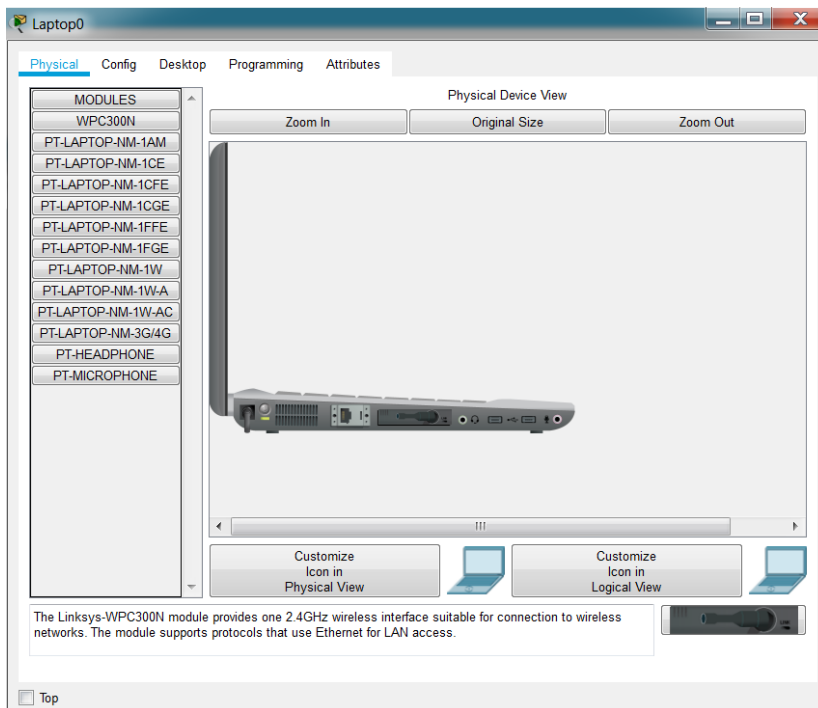 Laptop0
Physical Config Desktop Programming Attributes
MODULES
WPC300N
PT-LAPTOP-NM-1AM
PT-LAPTOP-NM-1CE
PT-LAPTOP-NM-1CFE
PT-LAPTOP-NM-1CGE
PT-LAPTOP-NM-1FFE
PT-LAPTOP-NM-1FGE
PT-LAPTOP-NM-1W
PT-LAPTOP-NM-1W-A
PT-LAPTOP-NM-1W-AC
PT-LAPTOP-NM-3G/4G
PT-HEADPHONE
PT-MICROPHONE
Physical Device View
Zoom In Original Size Zoom Out
Customize
Icon in
Physical View
Customize
Icon in
Logical View
The Linksys-WPC300N module provides one 2.4GHz wireless interface suitable for connection to wireless
networks. The module supports protocols that use Ethernet for LAN access.
Top